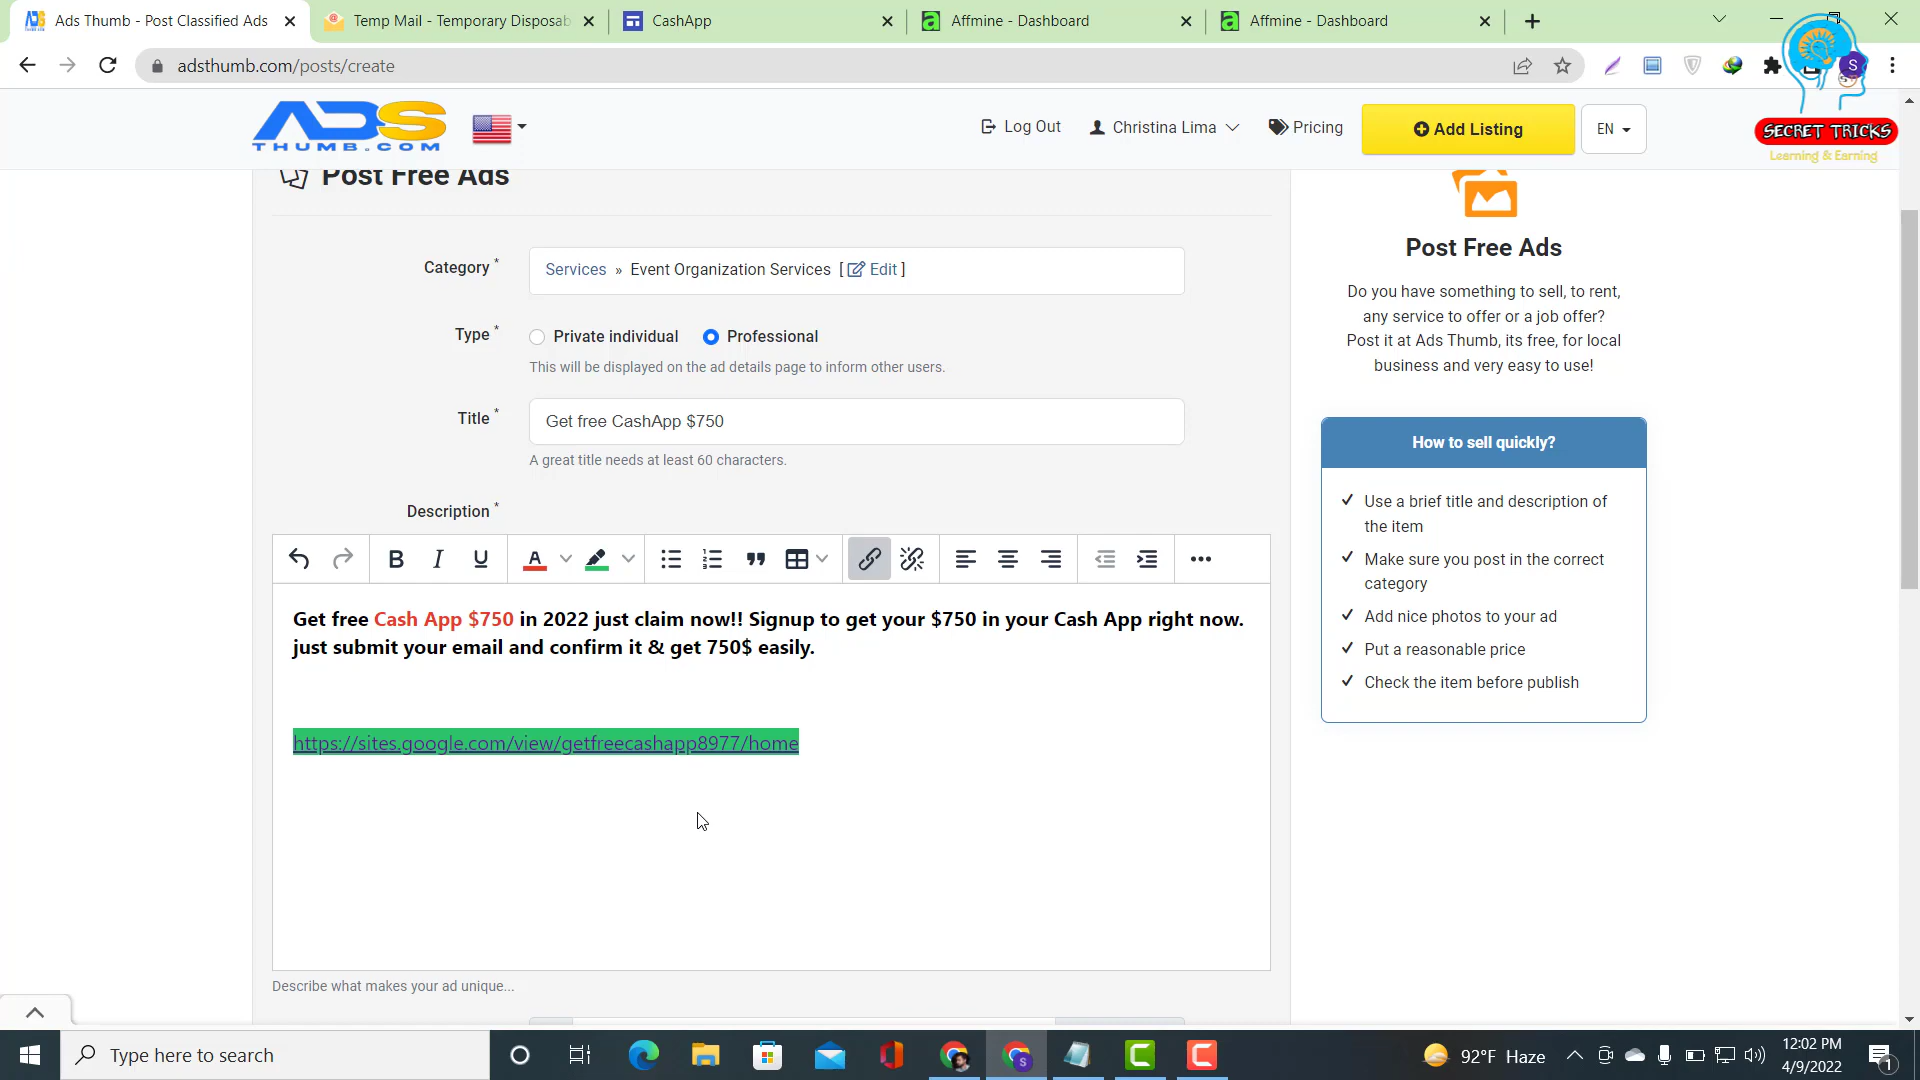 Ads Thumb - Post Classified Ads
Temp Mail - Temporary Disposab
CashApp
Affmine - Dashboard
Affmine - Dashboard
adsthumb.com/posts/create
S
ADS
THUMB.COM
Log Out
Christina Lima
Pricing
Add Listing
EN
SECRET TRICKS
Learning & Earning
Post Free Ads
Category *
Services » Event Organization Services [ Edit ]
Type *
Private individual
Professional
This will be displayed on the ad details page to inform other users.
Title *
Get free CashApp $750
A great title needs at least 60 characters.
Description *
B I U A
Get free Cash App $750 in 2022 just claim now!! Signup to get your $750 in your Cash App right now.
just submit your email and confirm it & get 750$ easily.
https://sites.google.com/view/getfreecashapp8977/home
Describe what makes your ad unique...
Post Free Ads
Do you have something to sell, to rent,
any service to offer or a job offer?
Post it at Ads Thumb, its free, for local
business and very easy to use!
How to sell quickly?
Use a brief title and description of
the item
Make sure you post in the correct
category
Add nice photos to your ad
Put a reasonable price
Check the item before publish
Type here to search
92°F Haze
12:02 PM
4/9/2022
1